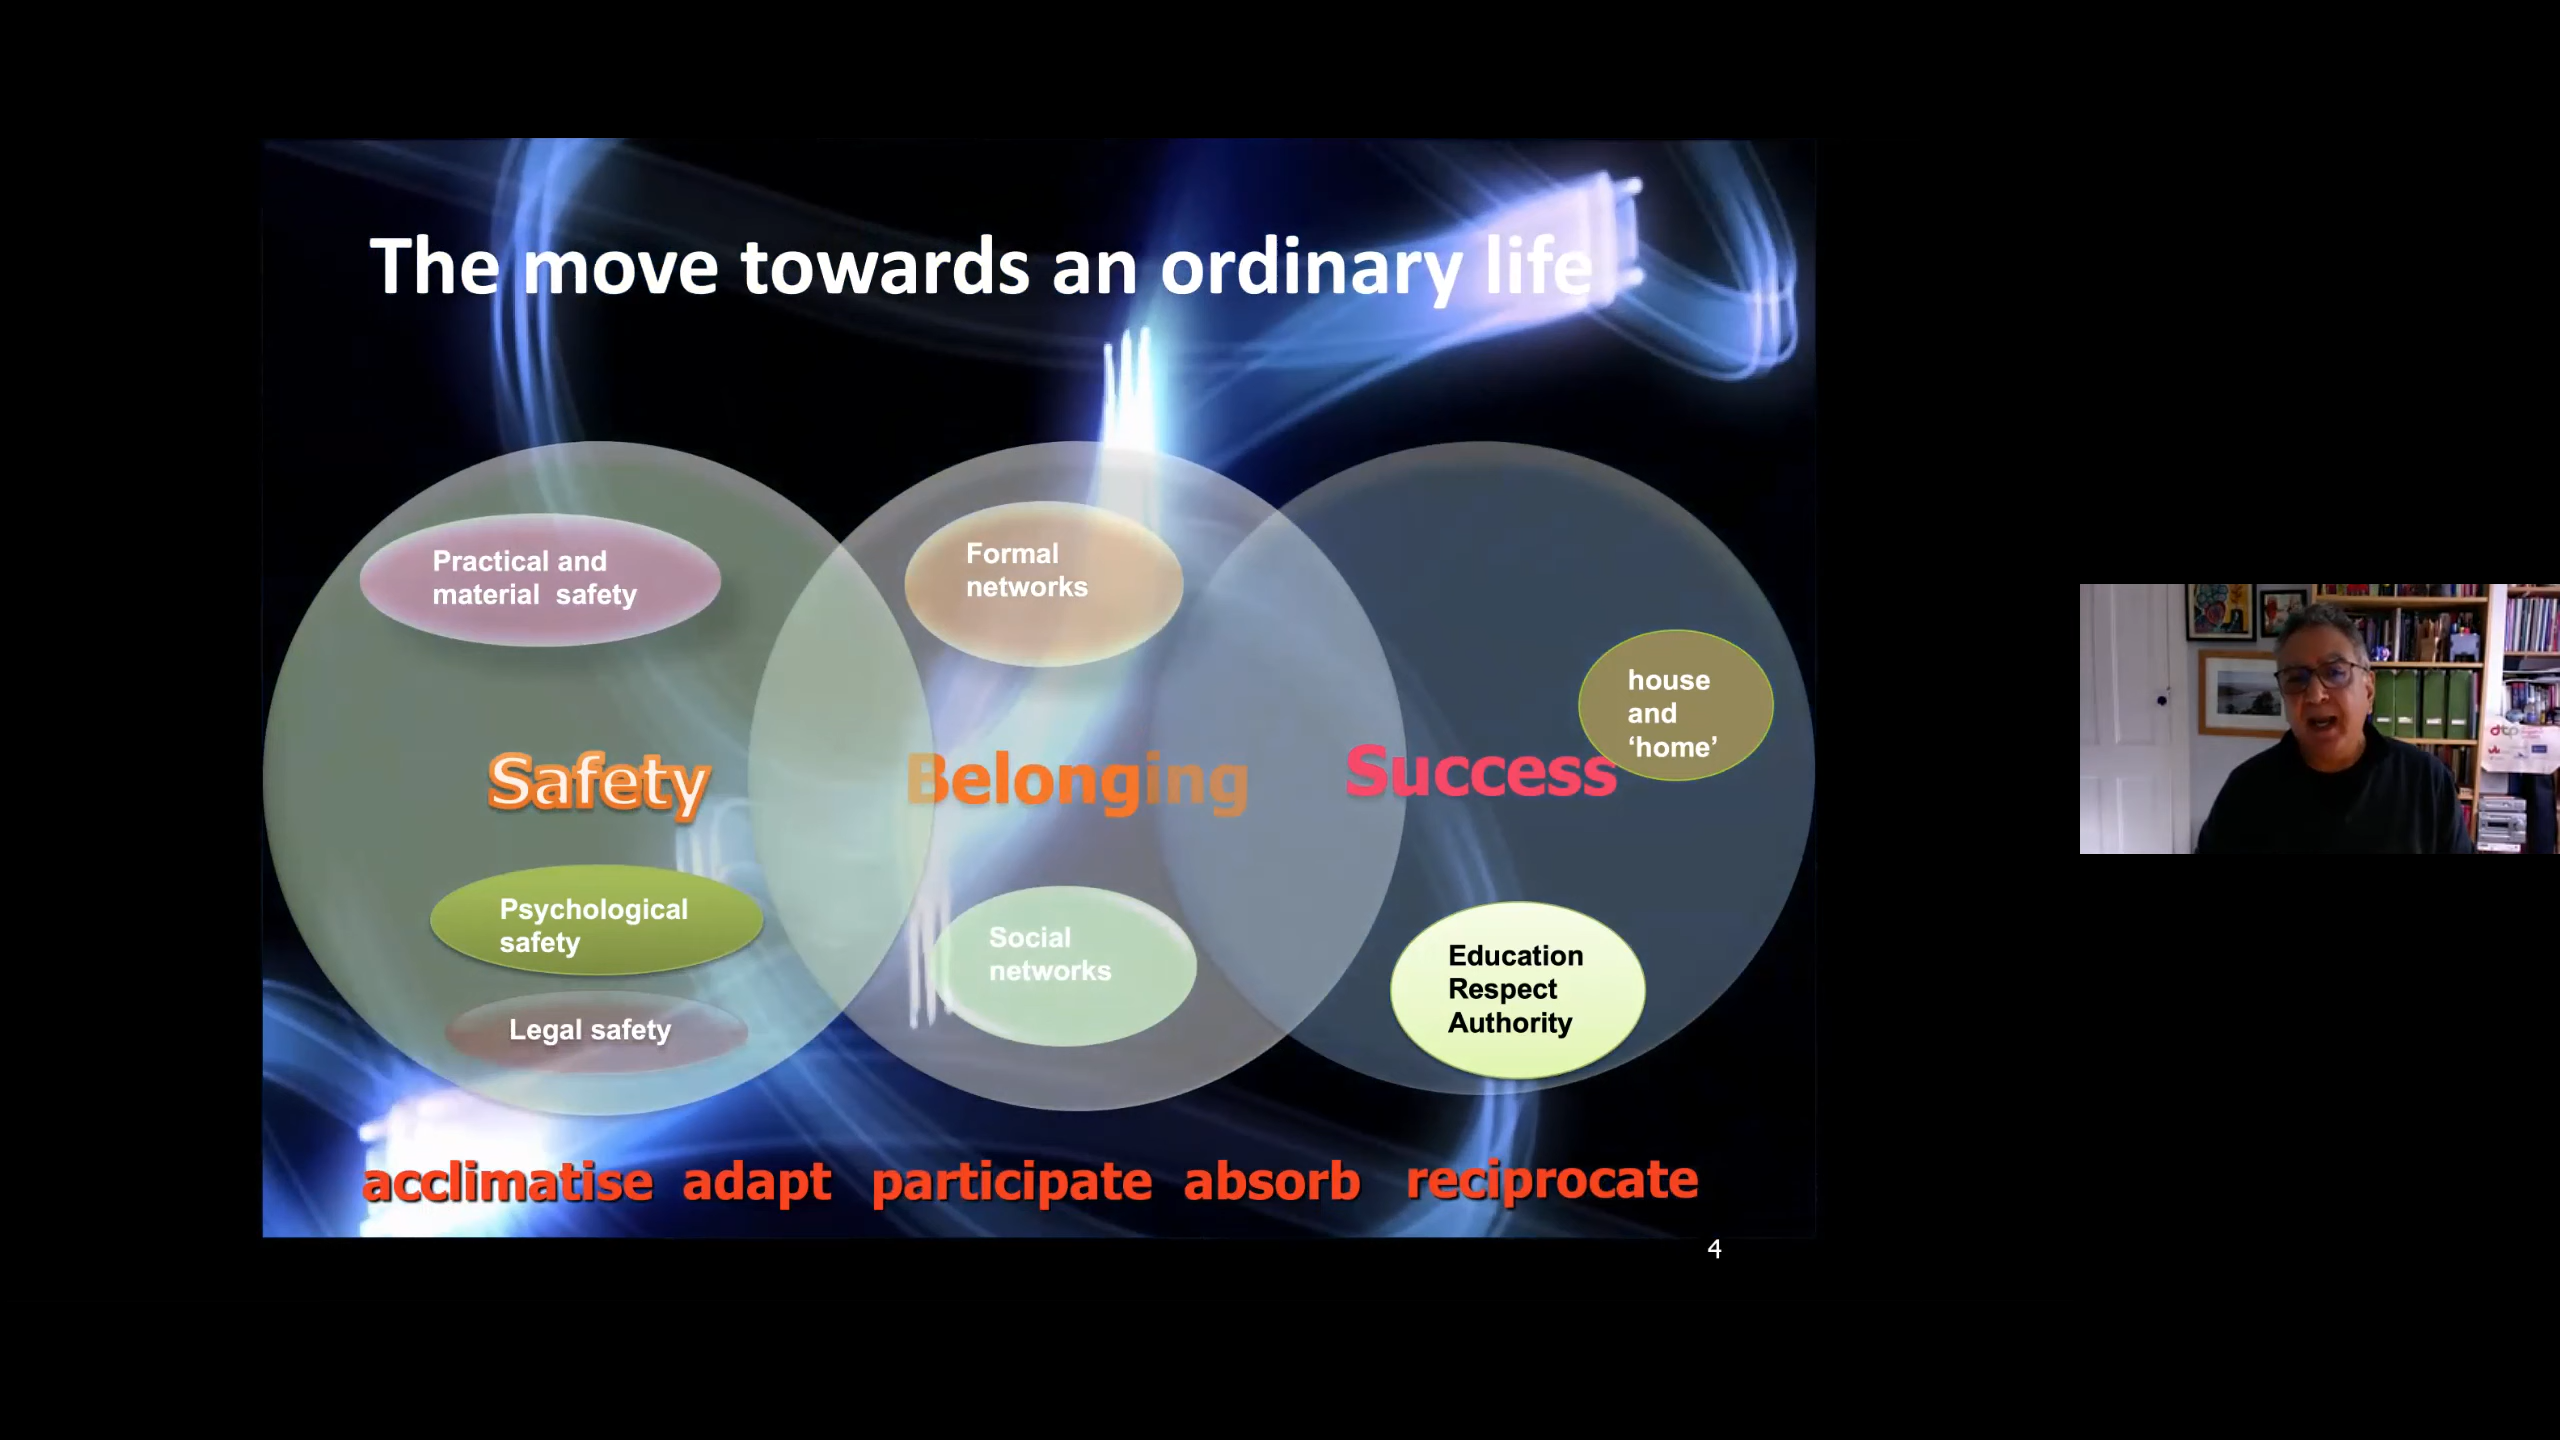 The move towards an ordinary life
Practical and
material safety
Formal
networks
house
and
‘home’
Safety
Belonging
Success
Psychological
safety
Social
networks
Education
Respect
Authority
Legal safety
acclimatise adapt participate absorb reciprocate
4